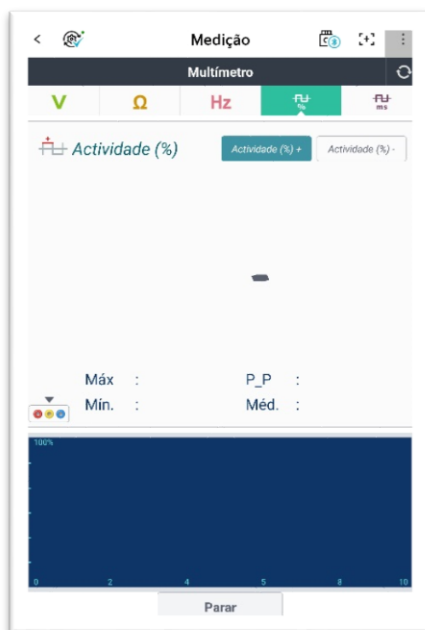 Medição
Multímetro
V Ω Hz % ms
Actividade (%) Actividade (%) + Actividade (%) -
-
Máx : P_P :
Mín. : Méd. :
100%
0 2 4 5 8 10
Parar